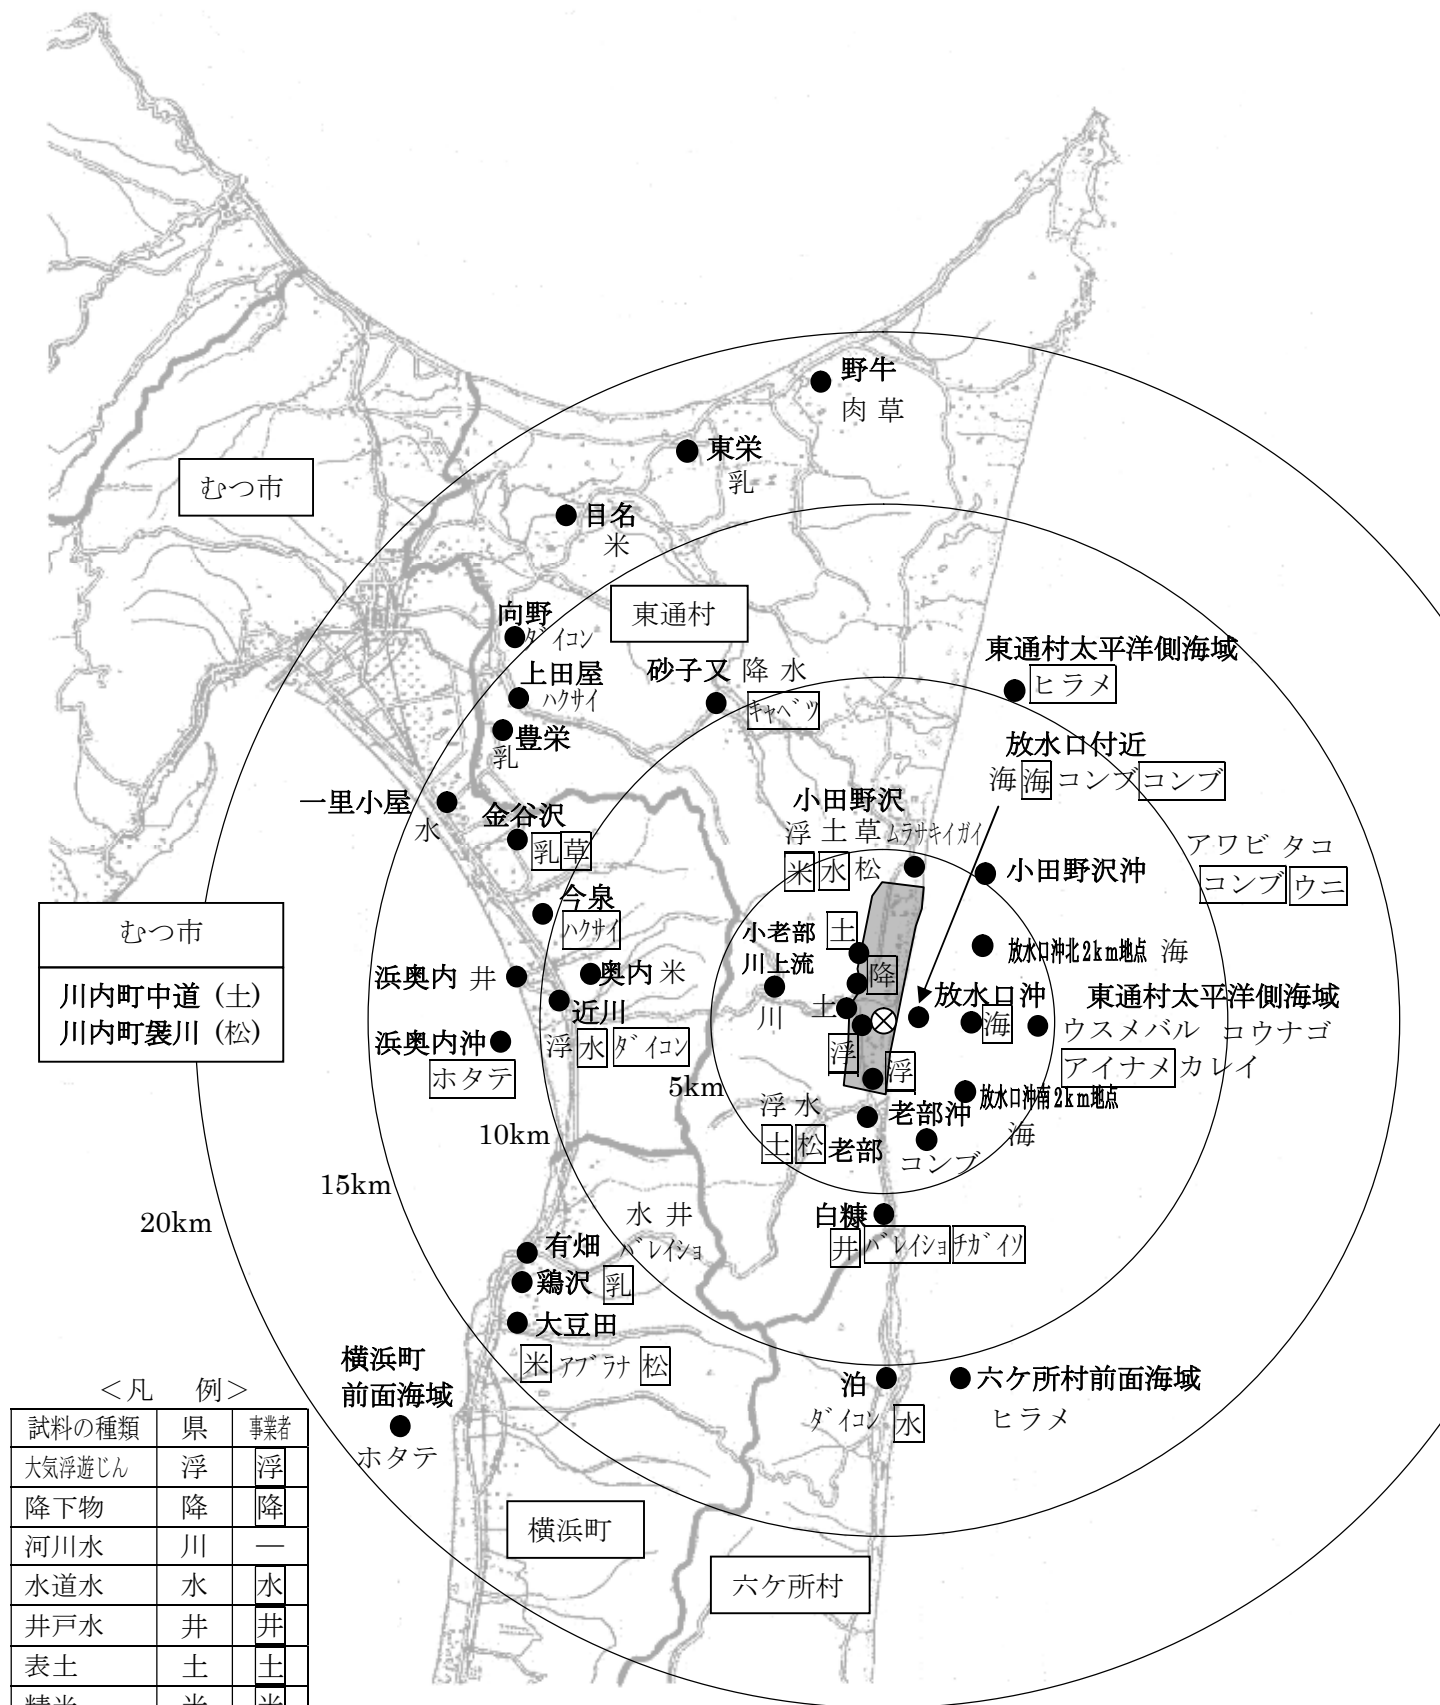 野牛
肉 草
東栄
乳
むつ市
目名
米
向野
ダイコン
東通村
上田屋
ハクサイ
砂子又 降 水
キャベツ
東通村太平洋側海域
ヒラメ
豊栄
乳
放水口付近
海 海 コンブ コンブ
一里小屋
水
金谷沢
乳 草
小田野沢
浮 土 草 ムラサキイガイ
米 水 松
アワビ タコ
コンブ ウニ
小田野沢沖
今泉
ハクサイ
むつ市
川内町中道 (土)
川内町袰川 (松)
小老部
川上流
川
土
降
土
浮
浮
放水口沖北2km地点 海
浜奥内 井
奥内 米
近川
浮 水 ダイコン
放水口沖
海
東通村太平洋側海域
ウスメバル コウナゴ
アイナメ カレイ
浜奥内沖
ホタテ
5km
10km
15km
20km
放水口沖南2km地点
海
浮 水
土 松 老部
老部沖
コンブ
白糠
井 バレイショ チガイソ
水 井
有畑 バレイショ
鶏沢 乳
大豆田
米 アブラナ 松
横浜町
前面海域
ホタテ
泊
ダイコン 水
六ケ所村前面海域
ヒラメ
横浜町
六ケ所村
＜凡　例＞
試料の種類 県 事業者
大気浮遊じん 浮 浮
降下物 降 降
河川水 川 ―
水道水 水 水
井戸水 井 井
表土 土 土
精米 米 米